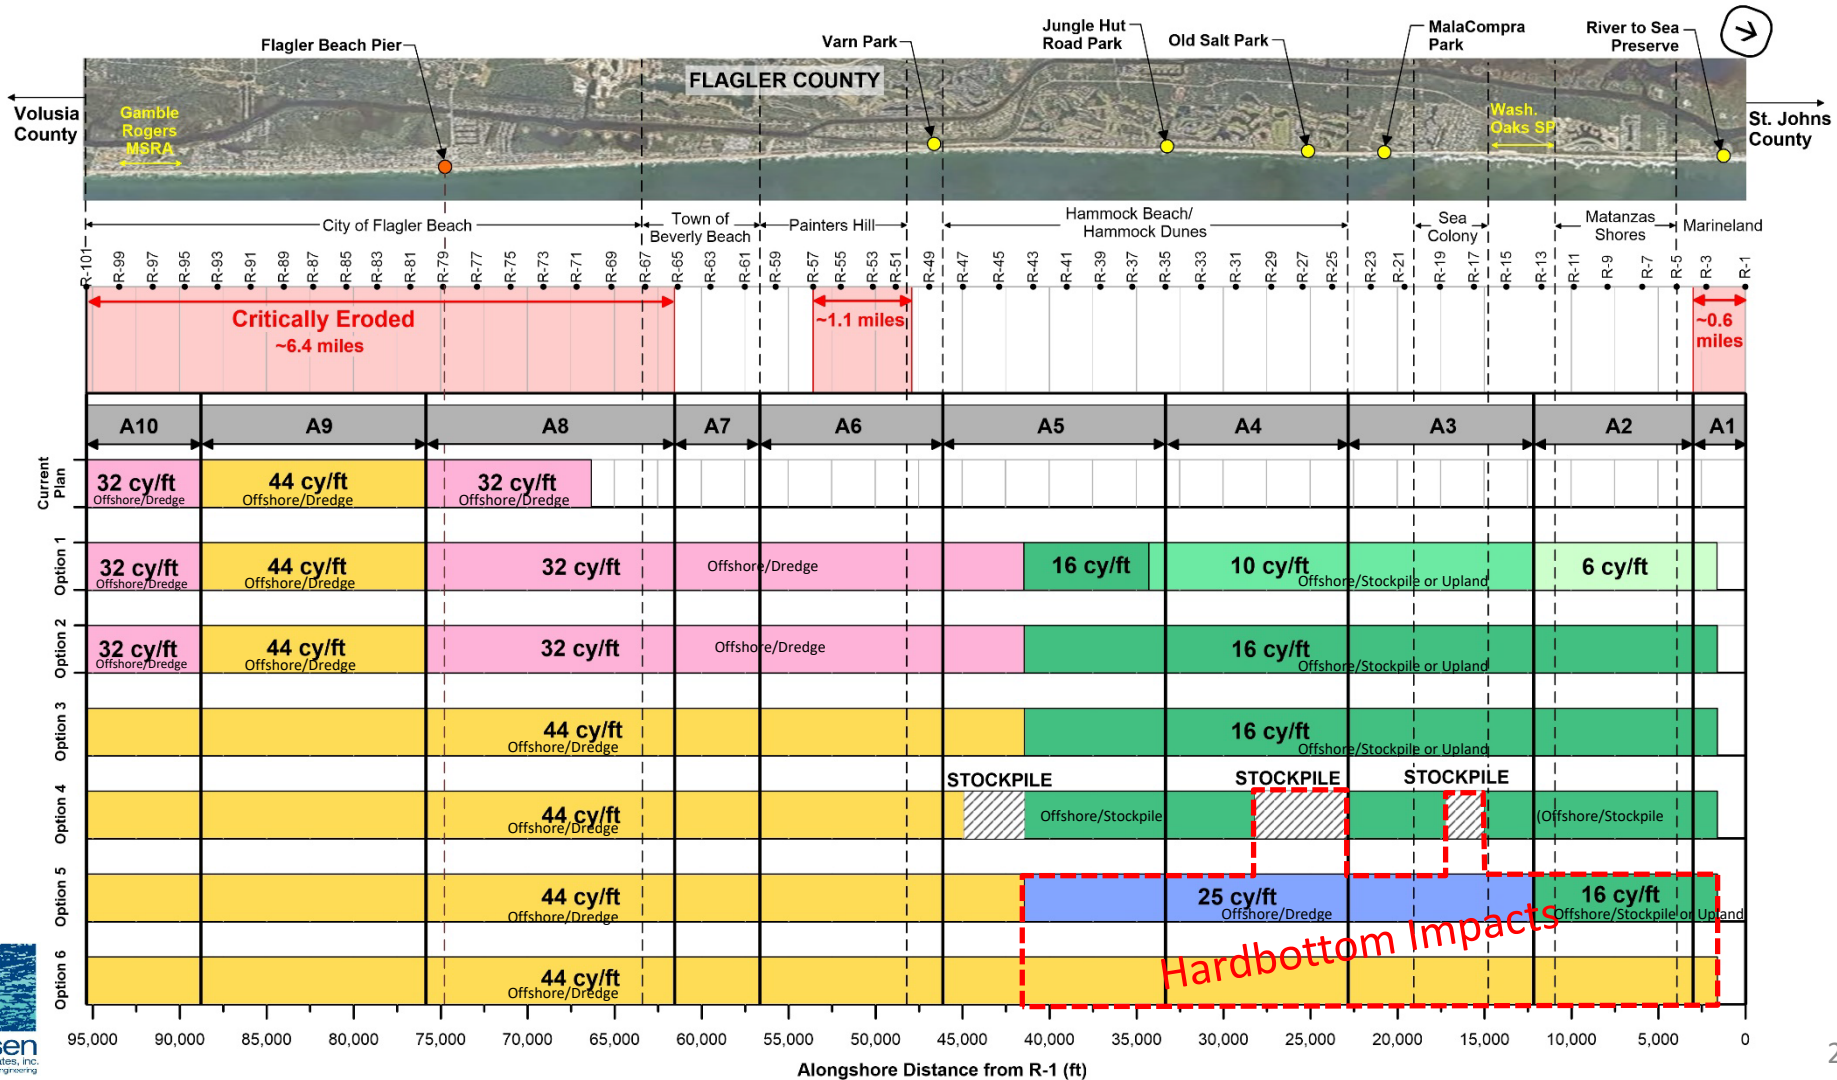 Flagler Beach Pier
Varn Park
Jungle Hut
Road Park
Old Salt Park
MalaCompra
Park
River to Sea
Preserve
FLAGLER COUNTY
Volusia
County
Gamble
Rogers
MSRA
Wash.
Oaks SP
St. Johns
County
City of Flagler Beach
Town of
Beverly Beach
Painters Hill
Hammock Beach/
Hammock Dunes
Sea
Colony
Matanzas
Shores
Marineland
R-101 R-99 R-97 R-95 R-93 R-91 R-89 R-87 R-85 R-83 R-81 R-79 R-77 R-75 R-73 R-71 R-69 R-67 R-65 R-63 R-61 R-59 R-57 R-55 R-53 R-51 R-49 R-47 R-45 R-43 R-41 R-39 R-37 R-35 R-33 R-31 R-29 R-27 R-25 R-23 R-21 R-19 R-17 R-15 R-13 R-11 R-9 R-7 R-5 R-3 R-1
Critically Eroded
~6.4 miles
~1.1 miles
~0.6
miles
A10 A9 A8 A7 A6 A5 A4 A3 A2 A1
Current
Plan
32 cy/ft
Offshore/Dredge
44 cy/ft
Offshore/Dredge
32 cy/ft
Offshore/Dredge
Option 1
32 cy/ft
Offshore/Dredge
44 cy/ft
Offshore/Dredge
32 cy/ft
Offshore/Dredge
16 cy/ft
10 cy/ft
Offshore/Stockpile or Upland
6 cy/ft
Option 2
32 cy/ft
Offshore/Dredge
44 cy/ft
Offshore/Dredge
32 cy/ft
Offshore/Dredge
16 cy/ft
Offshore/Stockpile or Upland
Option 3
44 cy/ft
Offshore/Dredge
16 cy/ft
Offshore/Stockpile or Upland
STOCKPILE
STOCKPILE
STOCKPILE
Option 4
44 cy/ft
Offshore/Dredge
Offshore/Stockpile
(Offshore/Stockpile
Option 5
44 cy/ft
Offshore/Dredge
25 cy/ft
Offshore/Dredge
16 cy/ft
Offshore/Stockpile or Upland
Hardbottom Impacts
Option 6
44 cy/ft
Offshore/Dredge
95,000 90,000 85,000 80,000 75,000 70,000 65,000 60,000 55,000 50,000 45,000 40,000 35,000 30,000 25,000 20,000 15,000 10,000 5,000 0
Alongshore Distance from R-1 (ft)
sen
ates, inc.
ngineering
2